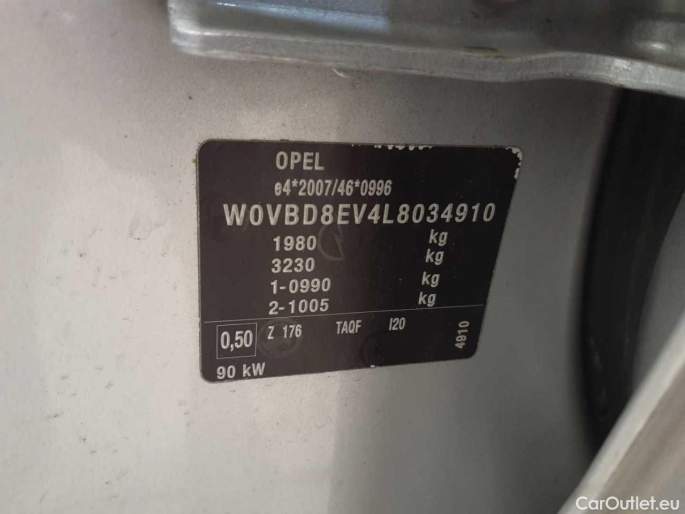 OPEL
e4*2007/46*0996
W0VBD8EV4L8034910
1980 kg
3230 kg
1-0990 kg
2-1005 kg
0,50 Z 176 TAQF I20
4910
90 kW
CarOutlet.eu